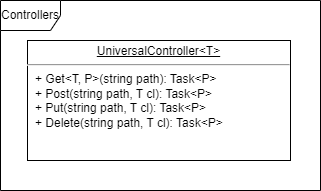 Controllers
UniversalController<T>
+ Get<T, P>(string path): Task<P>
+ Post(string path, T cl): Task<P>
+ Put(string path, T cl): Task<P>
+ Delete(string path, T cl): Task<P>